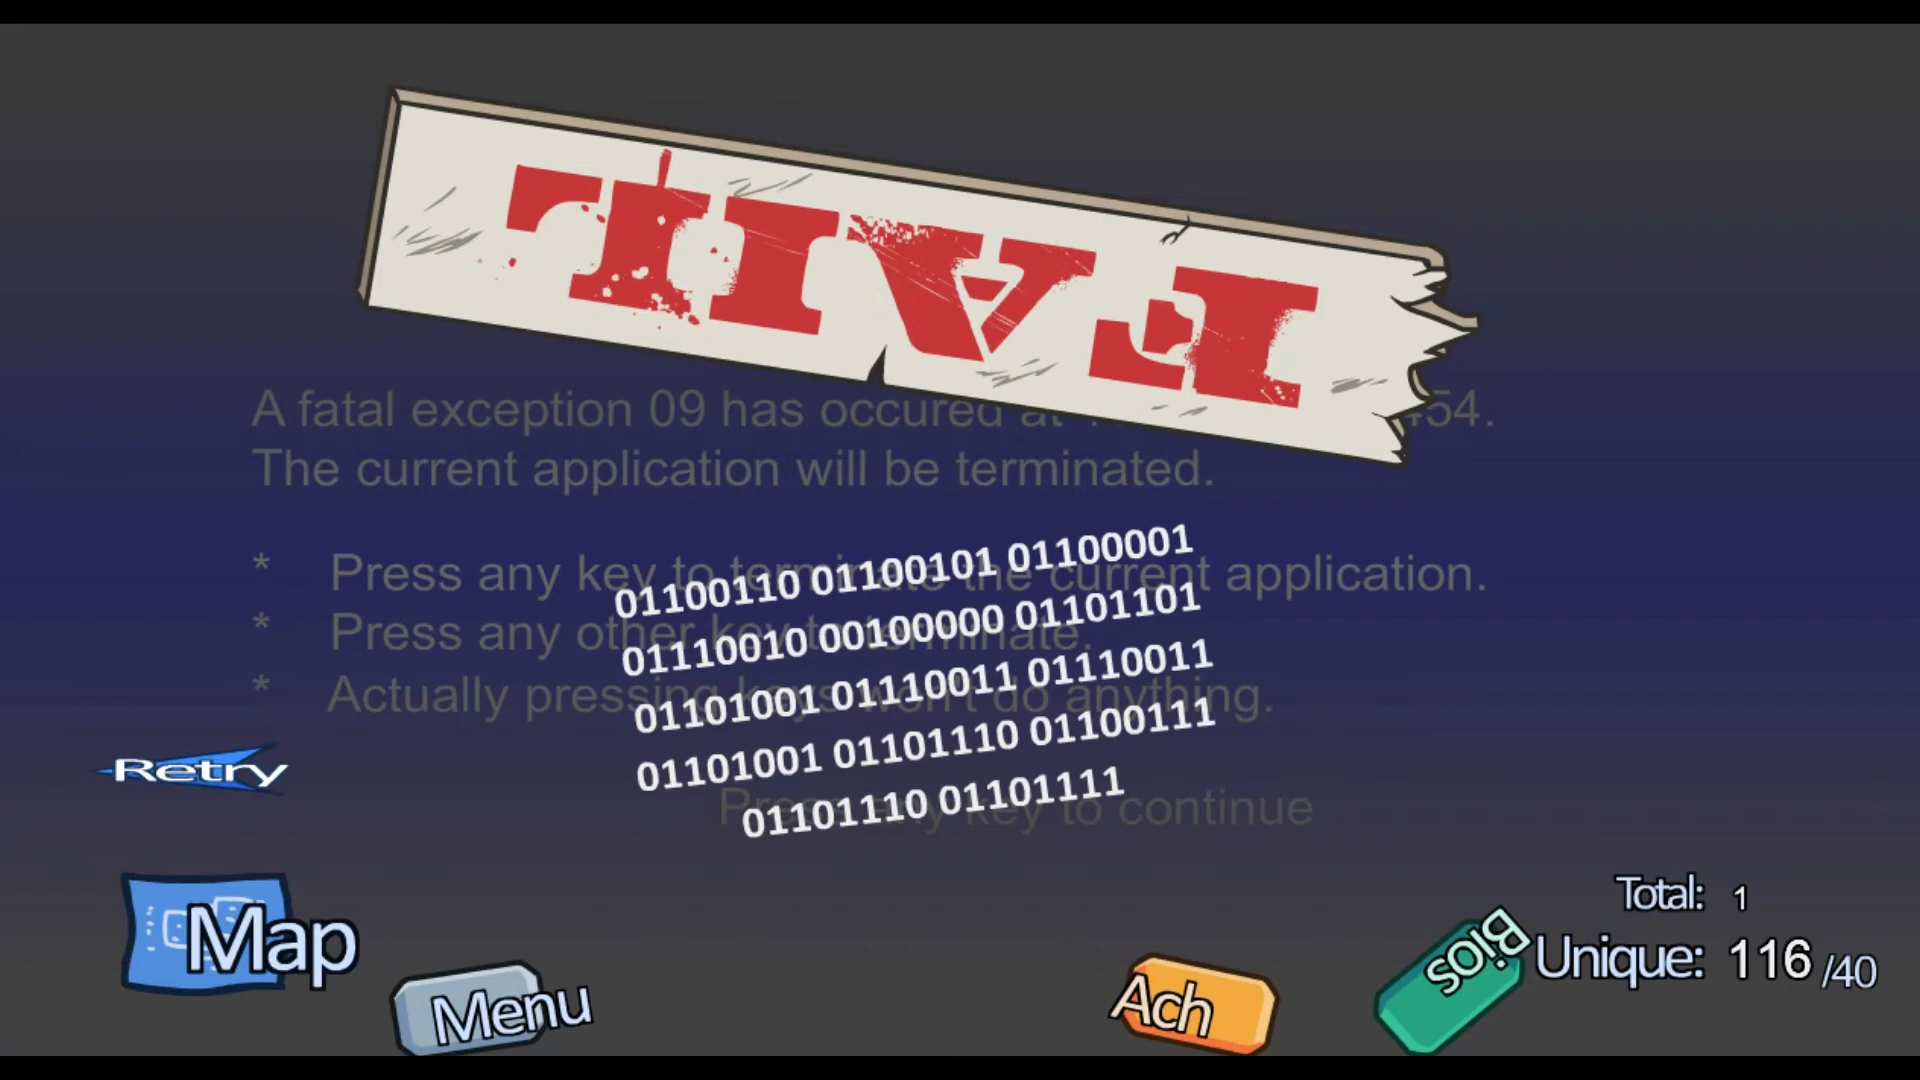 FAIL
A fatal exception 09 has occured at 54.
The current application will be terminated.
* Press any key to terminate the current application.
* Press any other key to terminate.
* Actually pressing keys won't do anything.
Press any key to continue
01100110 01100101 01100001
01110010 00100000 01101101
01101001 01110011 01110011
01101001 01101110 01100111
01101110 01101111
Retry
Map
Menu
Ach
Bios
Total: 1
Unique: 116 /40